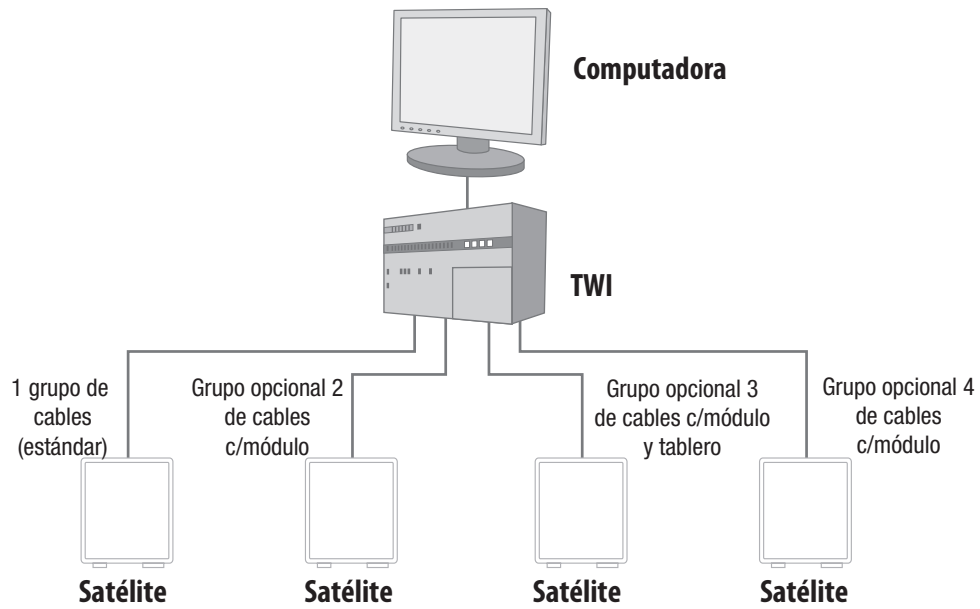 Computadora
TWI
1 grupo de
cables
(estándar)
Grupo opcional 2
de cables
c/módulo
Grupo opcional 3
de cables c/módulo
y tablero
Grupo opcional 4
de cables
c/módulo
Satélite
Satélite
Satélite
Satélite